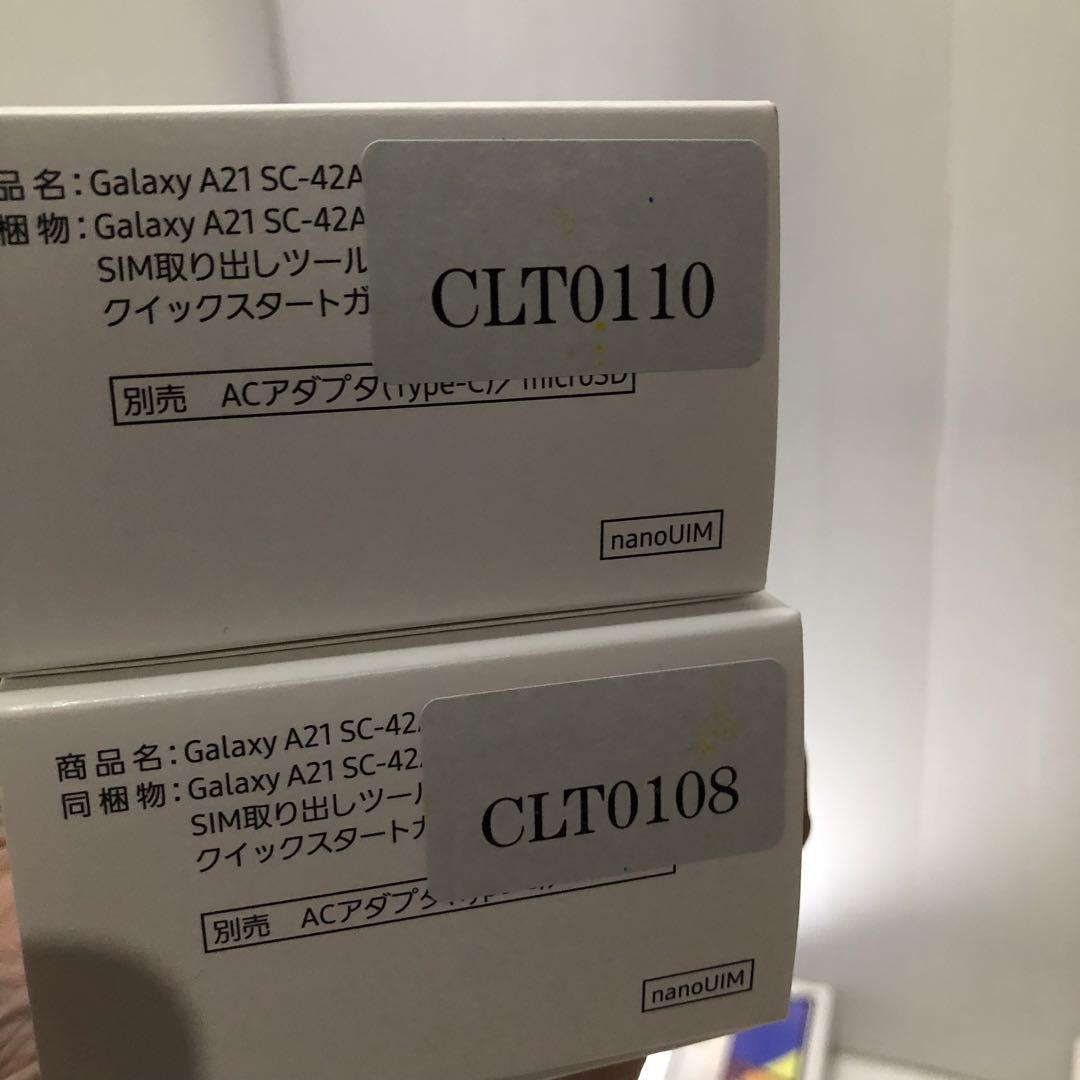 品名:Galaxy A21 SC-42A
梱物:Galaxy A21 SC-42A
SIM取り出しツール
クイックスタートガ
CLT0110
別売 ACアダプタ(Type-C)/microSD
nanoUIM
商品名:Galaxy A21 SC-42
同梱物:Galaxy A21 SC-42
SIM取り出しツー
クイックスタート
CLT0108
別売 ACアダプ
nanoUIM